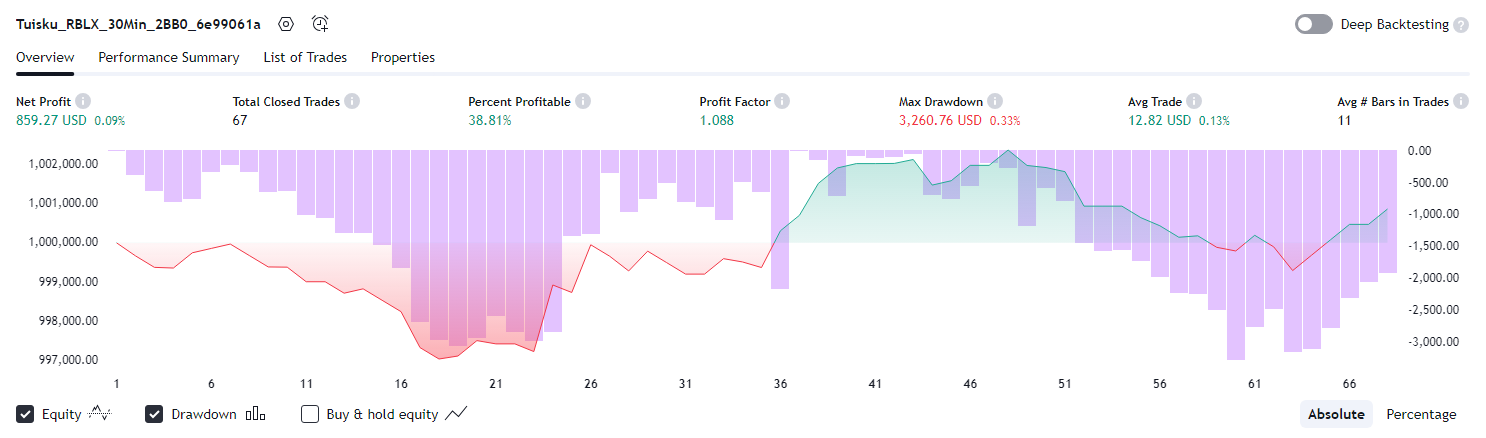 Tuisku_RBLX_30Min_2BB0_6e99061a
Deep Backtesting ?
Overview Performance Summary List of Trades Properties
Net Profit Total Closed Trades Percent Profitable Profit Factor Max Drawdown Avg Trade Avg # Bars in Trades
859.27 USD 0.09% 67 38.81% 1.088 3,260.76 USD 0.33% 12.82 USD 0.13% 11
1,002,000.00 0.00
1,001,000.00 -500.00
1,000,000.00 -1,000.00
999,000.00 -1,500.00
998,000.00 -2,000.00
997,000.00 -2,500.00
-3,000.00
1 6 11 16 21 26 31 36 41 46 51 56 61 66
Equity Drawdown Buy & hold equity Absolute Percentage